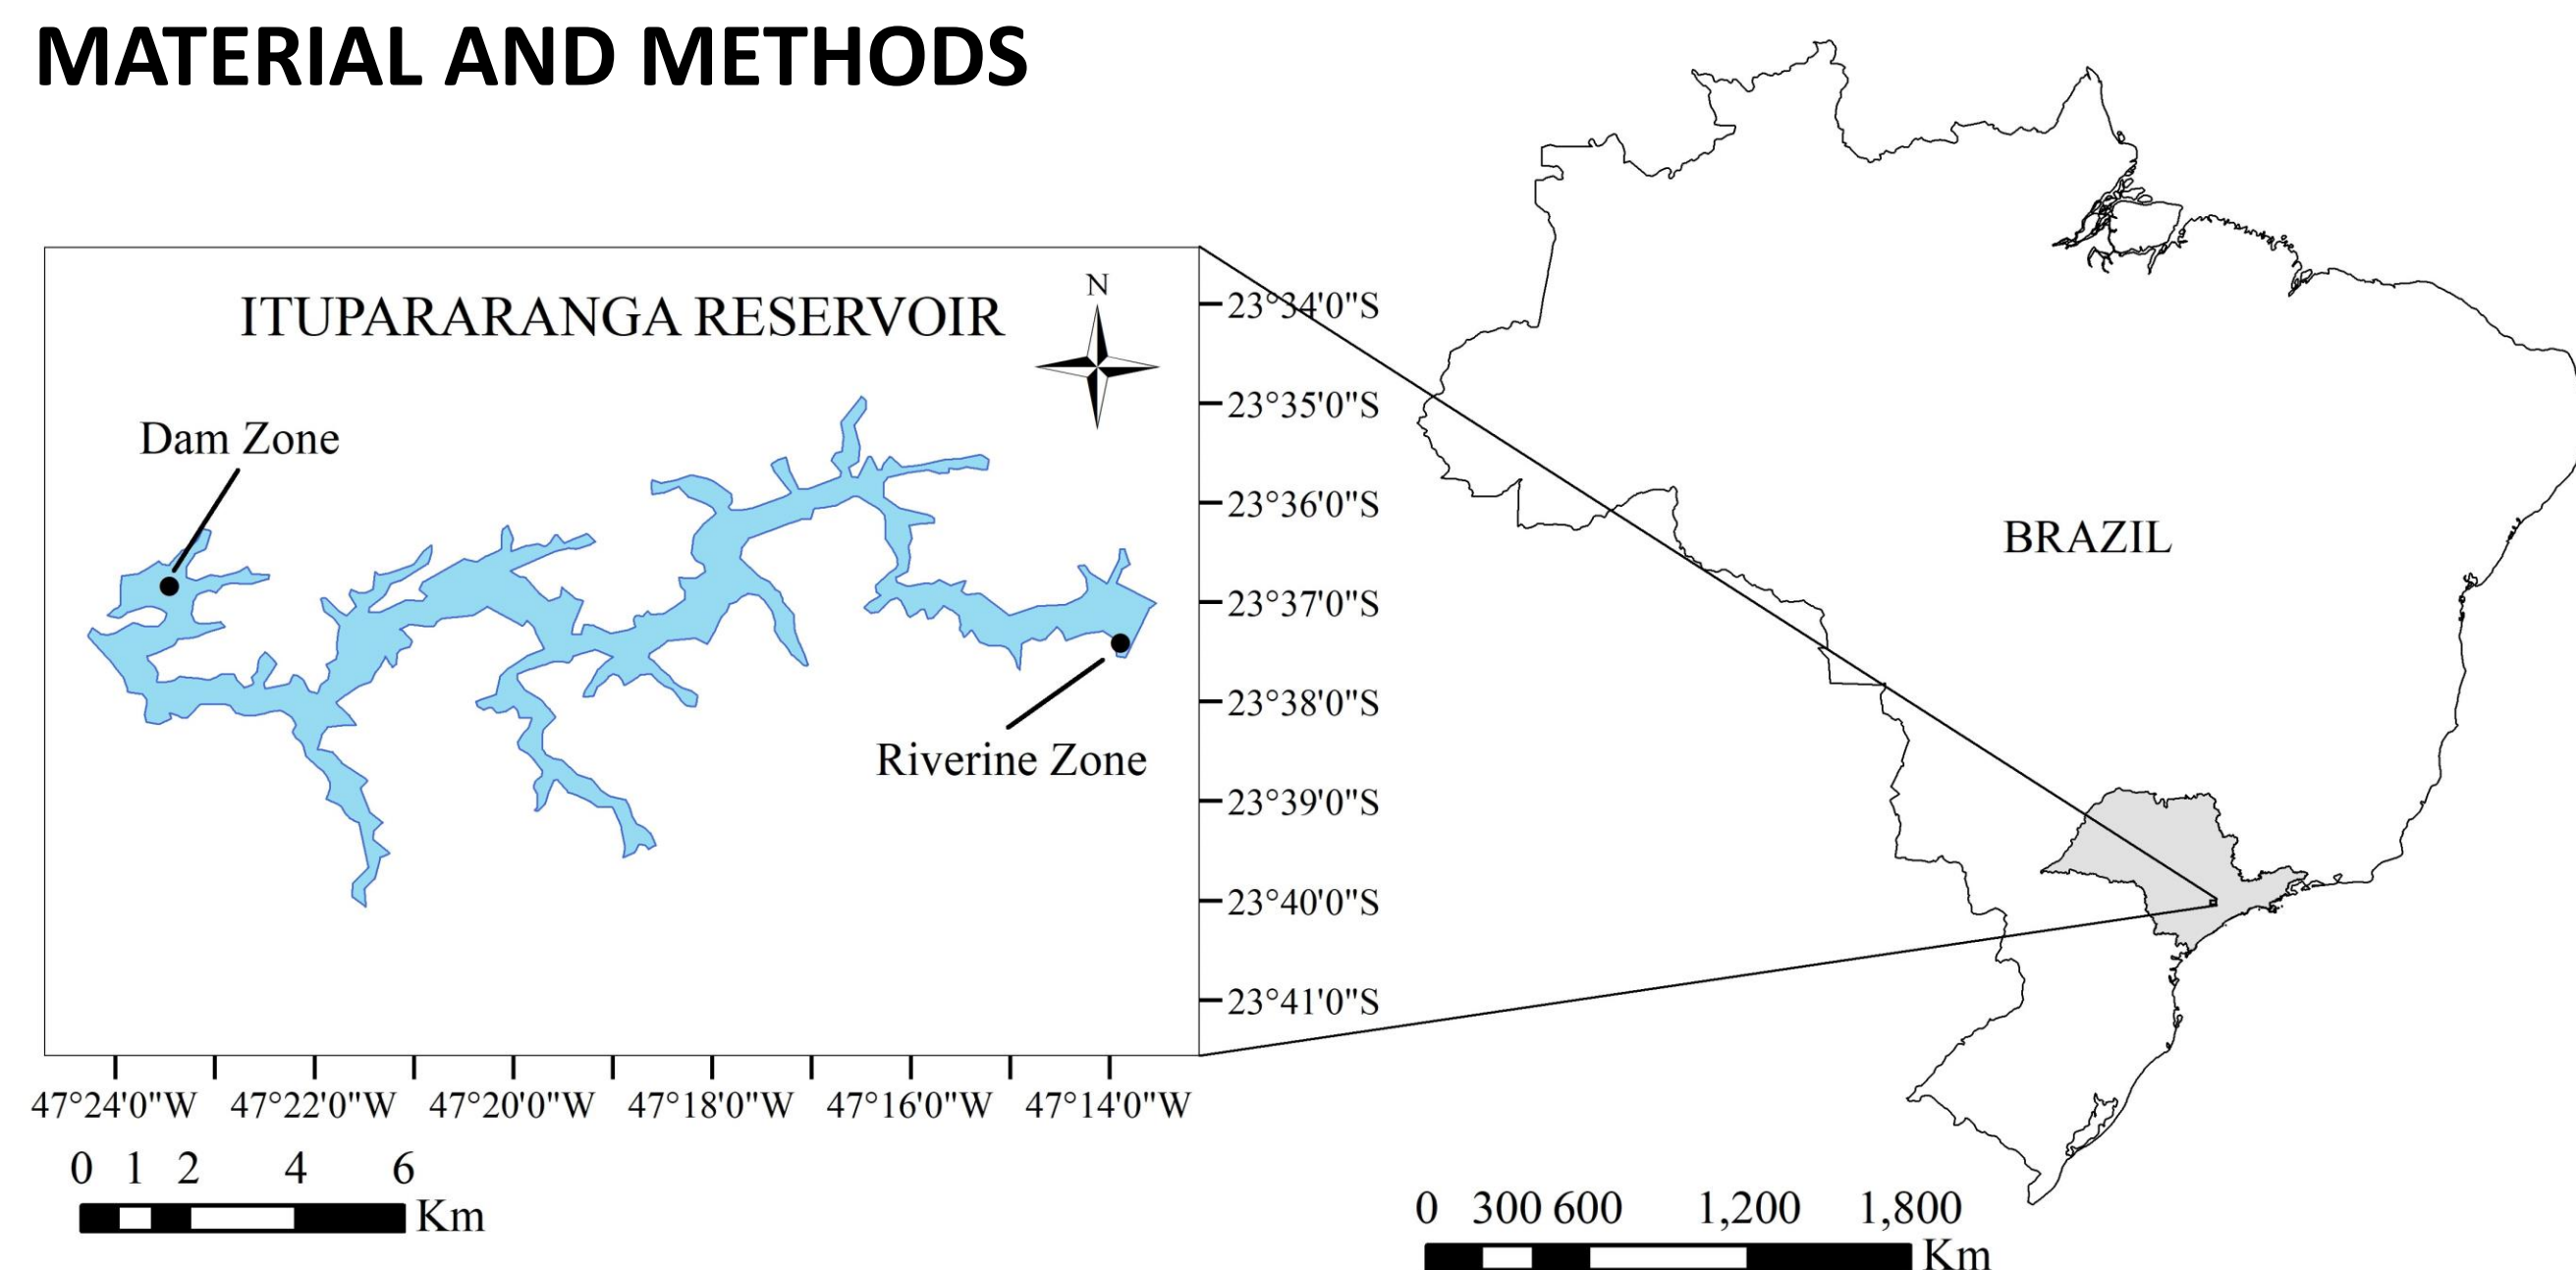 MATERIAL AND METHODS
ITUPARARANGA RESERVOIR
N
Dam Zone
Riverine Zone
23°34'0"S
23°35'0"S
23°36'0"S
23°37'0"S
23°38'0"S
23°39'0"S
23°40'0"S
23°41'0"S
47°24'0"W 47°22'0"W 47°20'0"W 47°18'0"W 47°16'0"W 47°14'0"W
0 1 2 4 6
Km
BRAZIL
0 300 600 1,200 1,800
Km